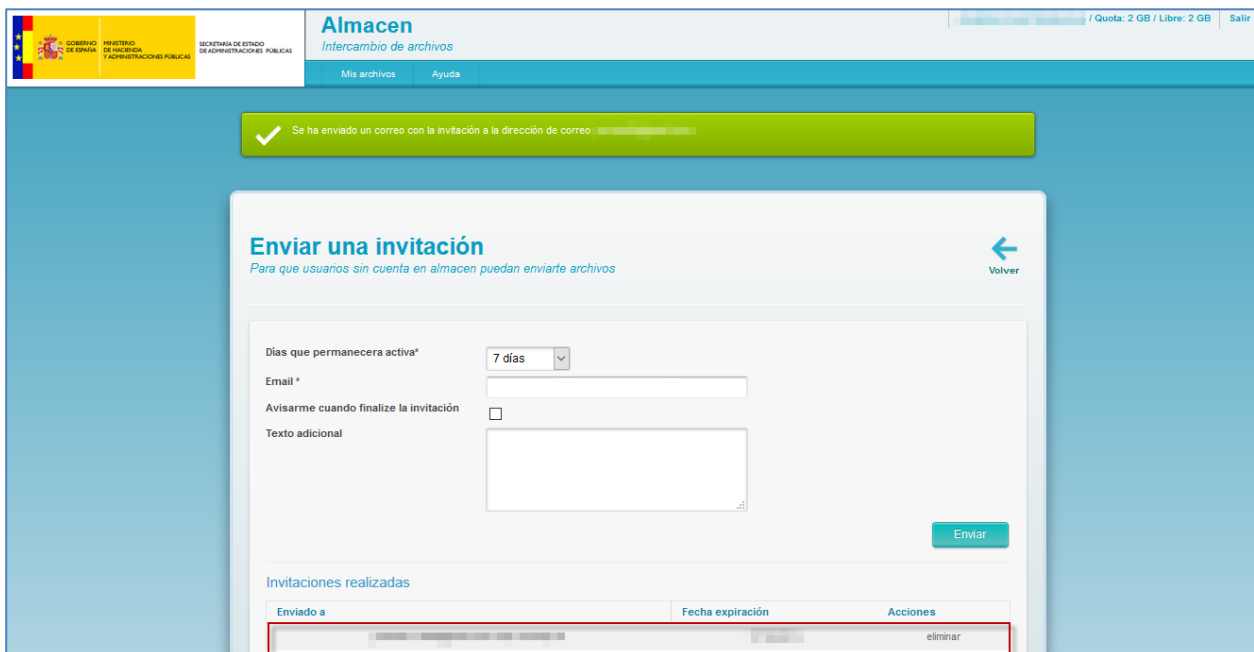 GOBIERNO
DE ESPAÑA
MINISTERIO
DE HACIENDA
Y ADMINISTRACIONES PÚBLICAS
SECRETARÍA DE ESTADO
DE ADMINISTRACIONES PÚBLICAS
Almacen
Intercambio de archivos
/ Quota: 2 GB / Libre: 2 GB Salir
Mis archivos Ayuda
Se ha enviado un correo con la invitación a la dirección de correo
Enviar una invitación
Para que usuarios sin cuenta en almacen puedan enviarte archivos
Volver
Días que permanecera activa* 7 días
Email *
Avisarme cuando finalize la invitación
Texto adicional
Enviar
Invitaciones realizadas
Enviado a Fecha expiración Acciones
eliminar